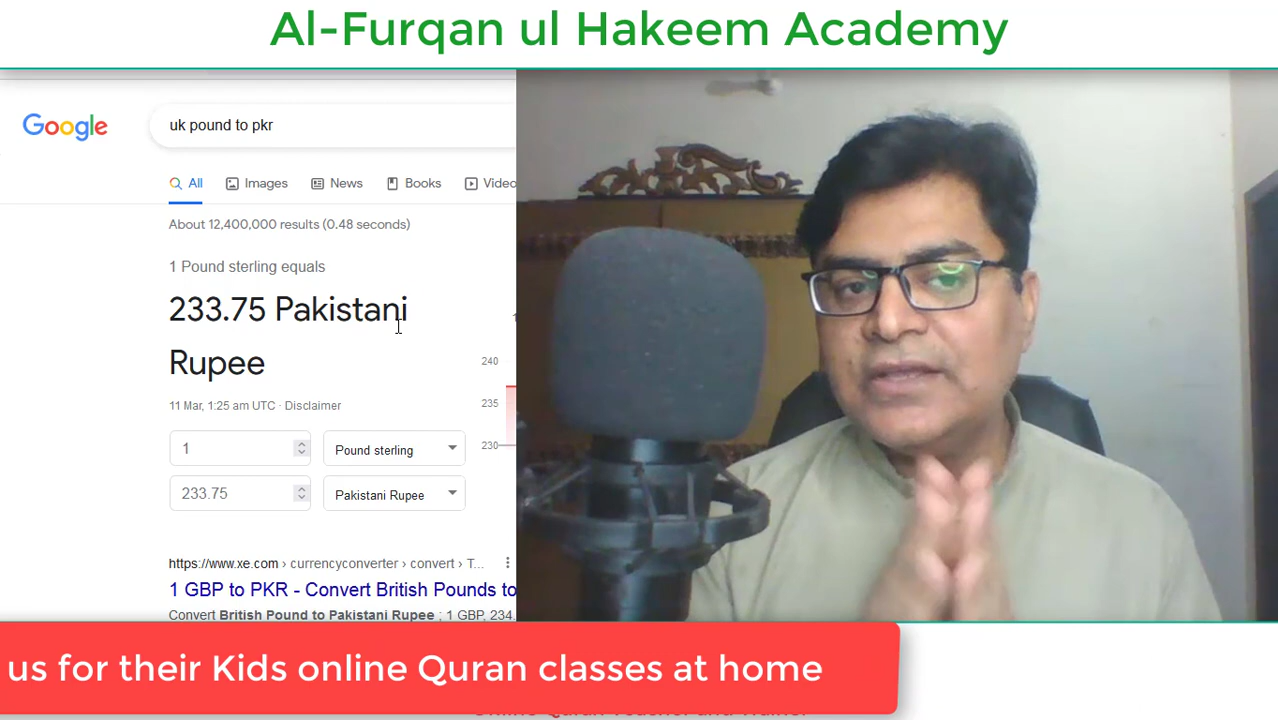 Al-Furqan ul Hakeem Academy
Google
uk pound to pkr
All Images News Books Video
About 12,400,000 results (0.48 seconds)
1 Pound sterling equals
233.75 Pakistani
Rupee
240
11 Mar, 1:25 am UTC · Disclaimer
235
1 Pound sterling
230
233.75 Pakistani Rupee
https://www.xe.com › currencyconverter › convert › T...
1 GBP to PKR - Convert British Pounds to
Convert British Pound to Pakistani Rupee ; 1 GBP, 234.
us for their Kids online Quran classes at home